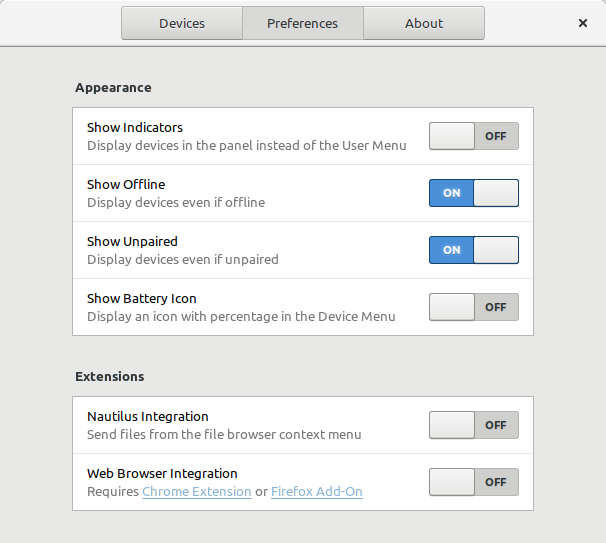 Devices Preferences About
Appearance
Show Indicators
Display devices in the panel instead of the User Menu
OFF
Show Offline
Display devices even if offline
ON
Show Unpaired
Display devices even if unpaired
ON
Show Battery Icon
Display an icon with percentage in the Device Menu
OFF
Extensions
Nautilus Integration
Send files from the file browser context menu
OFF
Web Browser Integration
Requires Chrome Extension or Firefox Add-On
OFF